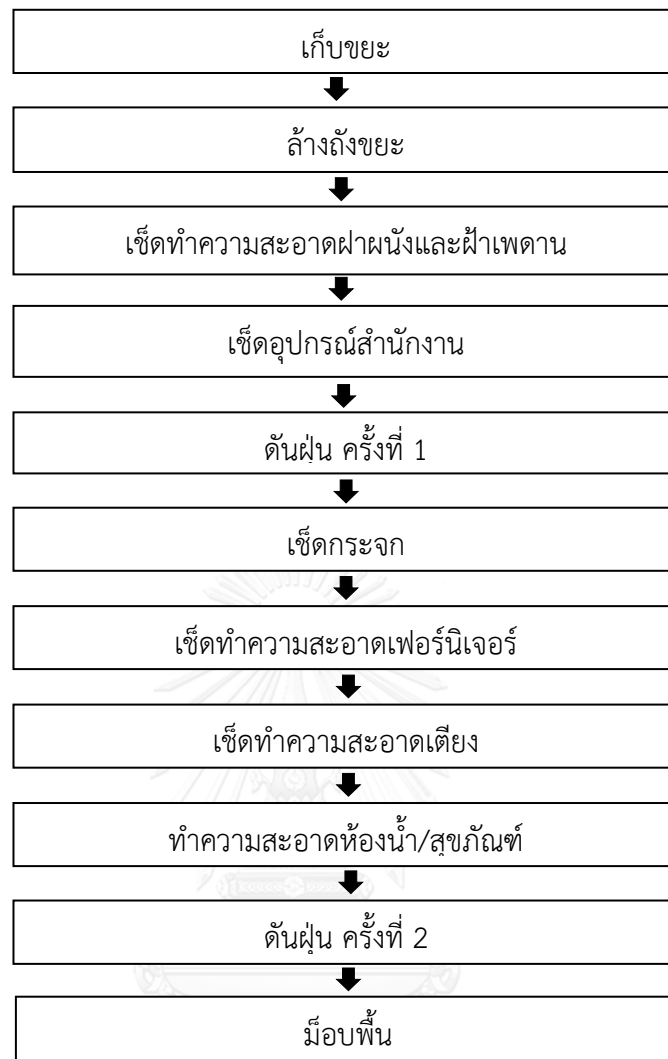 เก็บขยะ
ล้างถังขยะ
เช็ดทำความสะอาดฝาผนังและฝ้าเพดาน
เช็ดอุปกรณ์สำนักงาน
ดันฝุ่น ครั้งที่ 1
เช็ดกระจก
เช็ดทำความสะอาดเฟอร์นิเจอร์
เช็ดทำความสะอาดเตียง
ทำความสะอาดห้องน้ำ/สุขภัณฑ์
ดันฝุ่น ครั้งที่ 2
ม็อบพื้น